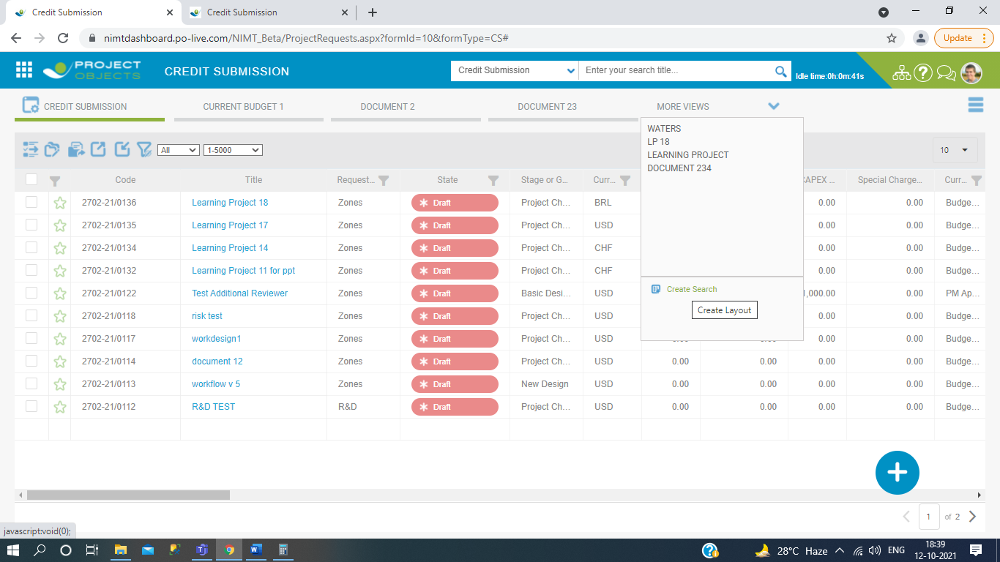 Credit Submission
Credit Submission
nimtdashboard.po-live.com/NIMT_Beta/ProjectRequests.aspx?formId=10&formType=CS#
Update
PROJECT
OBJECTS
CREDIT SUBMISSION
Credit Submission
Enter your search title...
Idle time:0h:0m:41s
CREDIT SUBMISSION
CURRENT BUDGET 1
DOCUMENT 2
DOCUMENT 23
MORE VIEWS
WATERS
LP 18
LEARNING PROJECT
DOCUMENT 234
Create Search
Create Layout
All
1-5000
10
Code Title Request... State Stage or G... Curr... CAPEX ... Special Charge... Curr...
2702-21/0136 Learning Project 18 Zones Draft Project Ch... BRL 0.00 0.00 Budge...
2702-21/0135 Learning Project 17 Zones Draft Project Ch... USD 0.00 0.00 Budge...
2702-21/0134 Learning Project 14 Zones Draft Project Ch... CHF 0.00 0.00 Budge...
2702-21/0132 Learning Project 11 for ppt Zones Draft Project Ch... CHF 0.00 0.00 Budge...
2702-21/0122 Test Additional Reviewer Zones Draft Basic Desi... USD 1,000.00 0.00 PM Ap...
2702-21/0118 risk test Zones Draft Project Ch... USD 0.00 0.00 Budge...
2702-21/0117 workdesign1 Zones Draft Project Ch... USD 0.00 0.00 0.00 0.00 Budge...
2702-21/0114 document 12 Zones Draft Project Ch... USD 0.00 0.00 0.00 0.00 Budge...
2702-21/0113 workflow v 5 Zones Draft New Design USD 0.00 0.00 0.00 0.00 Budge...
2702-21/0112 R&D TEST R&D Draft Project Ch... USD 0.00 0.00 0.00 0.00 Budge...
1 of 2
javascript:void(0);
28°C Haze
ENG
18:39
12-10-2021